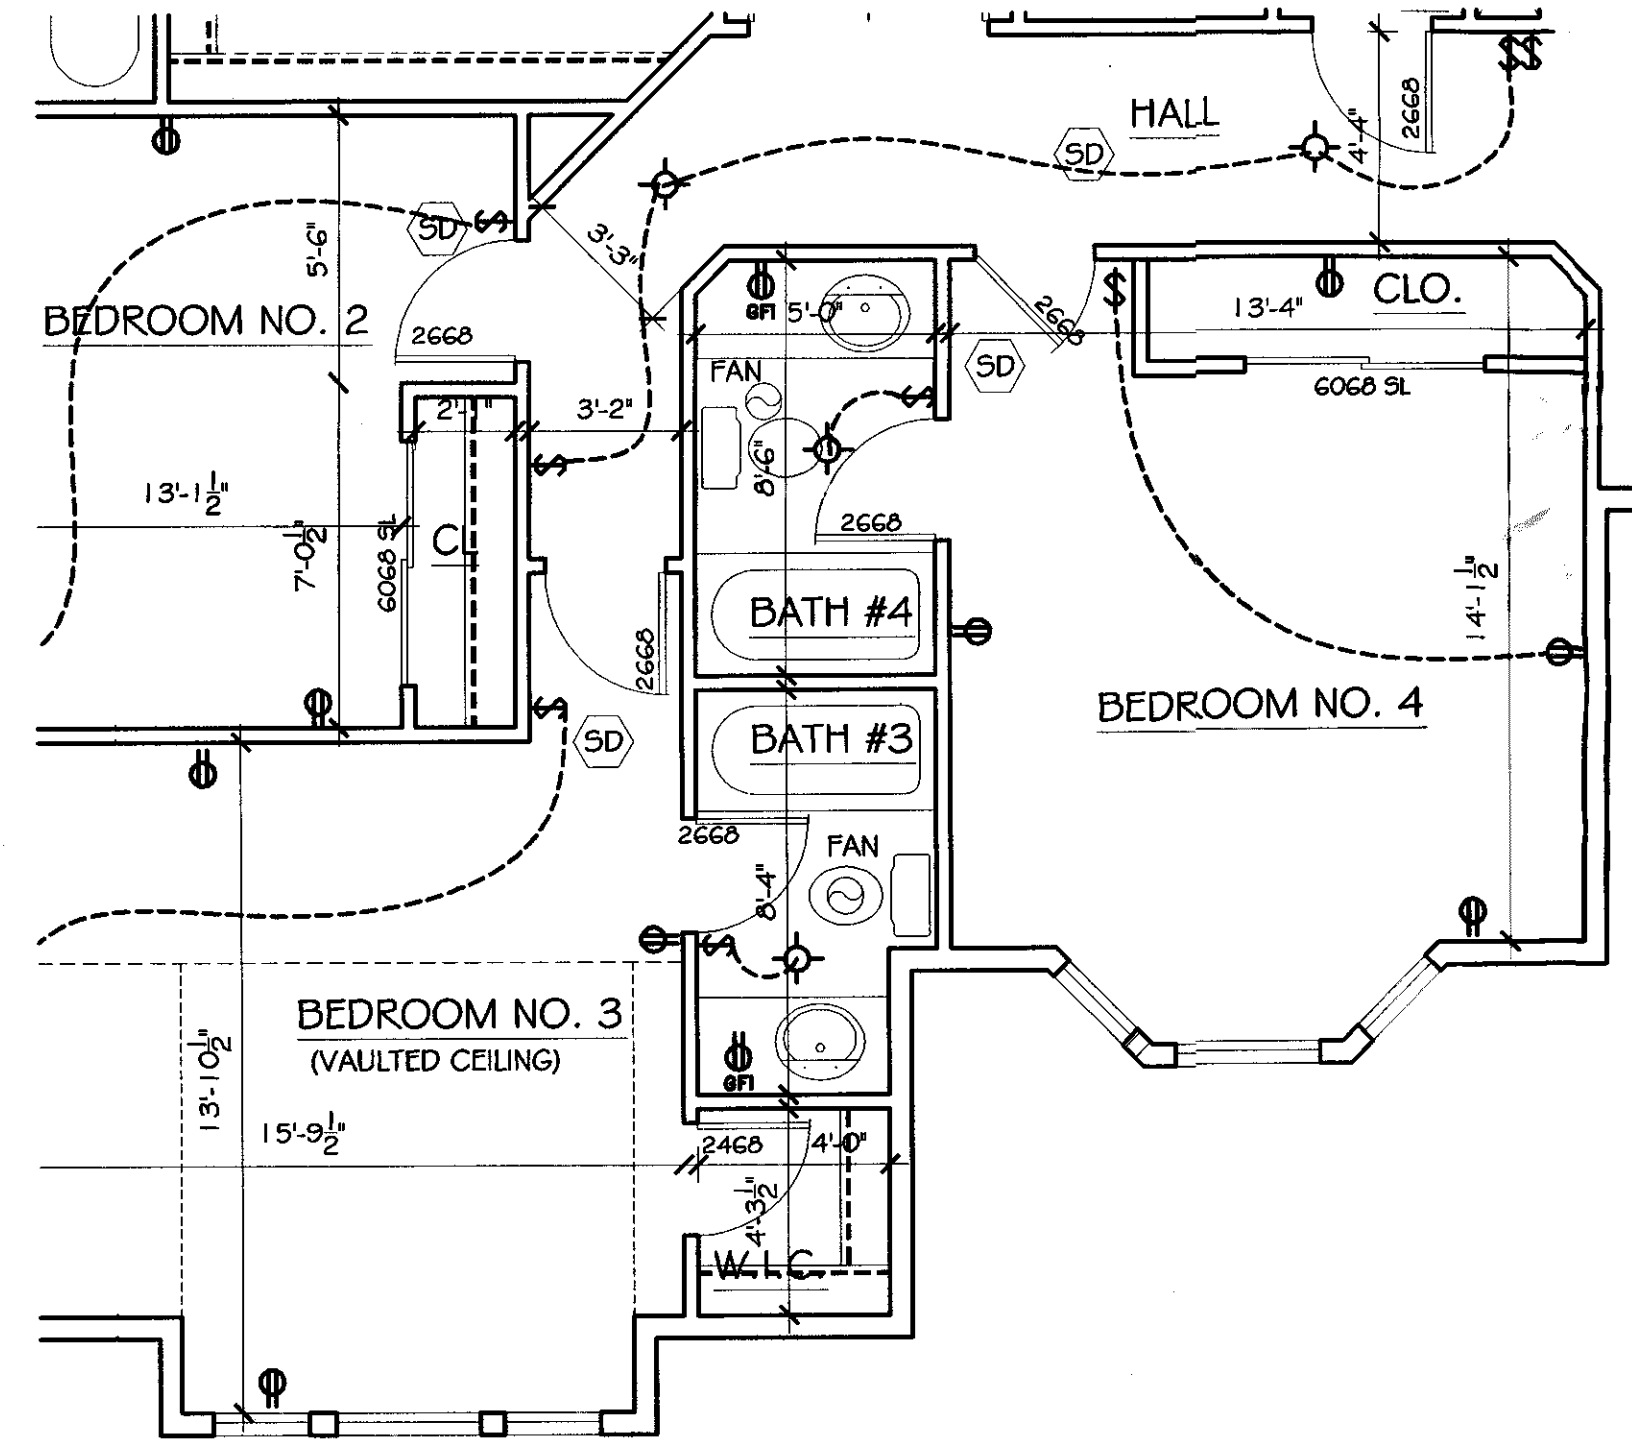 HALL
2668
4'-4"
SD
SD
3'-3"
5'-6"
BEDROOM NO. 2
2668
GFI
5'-0"
2668
13'-4"
CLO.
SD
6068 SL
FAN
3'-2"
8'-6"
2668
13'-1 1/2"
7'-0 1/2"
6068 SL
14'-1 1/2"
BATH #4
2668
BEDROOM NO. 4
SD
BATH #3
2668
FAN
8'-4"
BEDROOM NO. 3
(VAULTED CEILING)
GFI
13'-10 1/2"
15'-9 1/2"
2468
4'-0"
4'-3 1/2"
W.I.C.